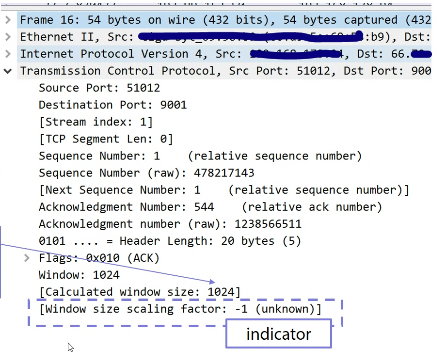 Frame 16: 54 bytes on wire (432 bits), 54 bytes captured (432
Ethernet II, Src: :b9), Dst:
Internet Protocol Version 4, Src: Dst: 66.
Transmission Control Protocol, Src Port: 51012, Dst Port: 900
Source Port: 51012
Destination Port: 9001
[Stream index: 1]
[TCP Segment Len: 0]
Sequence Number: 1 (relative sequence number)
Sequence Number (raw): 478217143
[Next Sequence Number: 1 (relative sequence number)]
Acknowledgment Number: 544 (relative ack number)
Acknowledgment number (raw): 1238566511
0101 .... = Header Length: 20 bytes (5)
Flags: 0x010 (ACK)
Window: 1024
[Calculated window size: 1024]
[Window size scaling factor: -1 (unknown)]
indicator